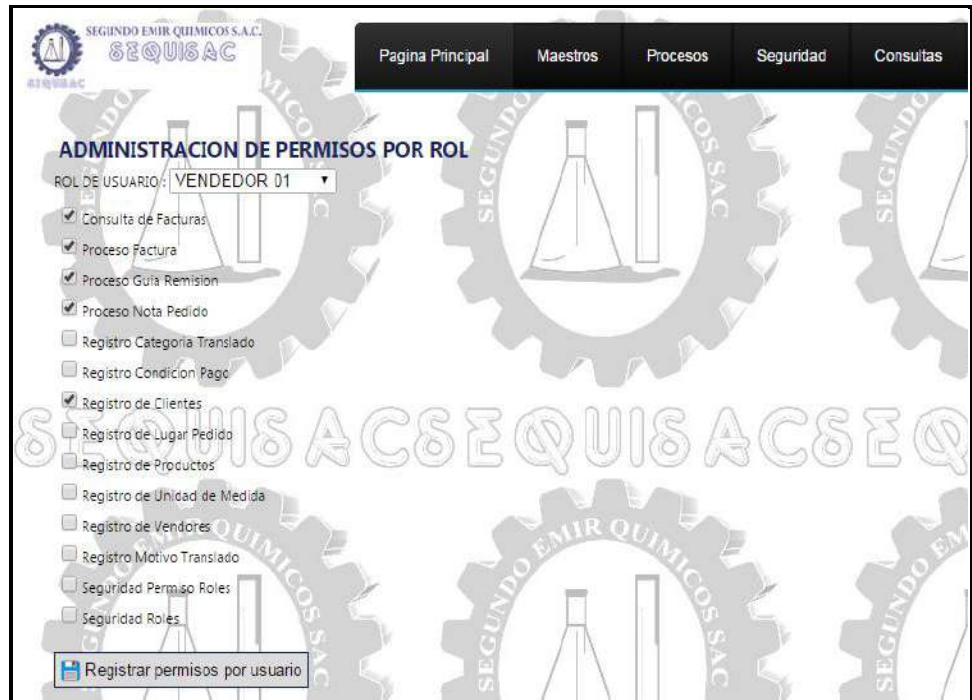 SEGUNDO EMIR QUIMICOS S.A.C.
SEQUISAC
SEQUISAC
Pagina Principal Maestros Procesos Seguridad Consultas
ADMINISTRACION DE PERMISOS POR ROL
ROL DE USUARIO : VENDEDOR 01
Consulta de Facturas
Proceso Factura
Proceso Guia Remision
Proceso Nota Pedido
Registro Categoria Translado
Registro Condicion Pago
Registro de Clientes
Registro de Lugar Pedido
Registro de Productos
Registro de Unidad de Medida
Registro de Vendores
Registro Motivo Translado
Seguridad Permiso Roles
Seguridad Roles
Registrar permisos por usuario
SEQUISACSEQUISACSEQ